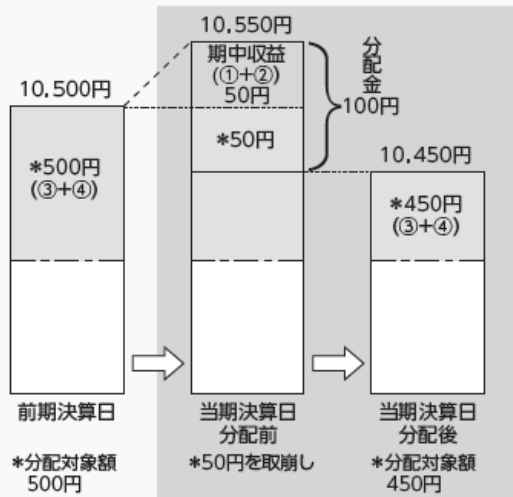 10,500円
*500円
(③+④)
前期決算日
*分配対象額
500円
10,550円
期中収益
(①+②)
50円
*50円
分配金
100円
当期決算日
分配前
*50円を取崩し
10,450円
*450円
(③+④)
当期決算日
分配後
*分配対象額
450円